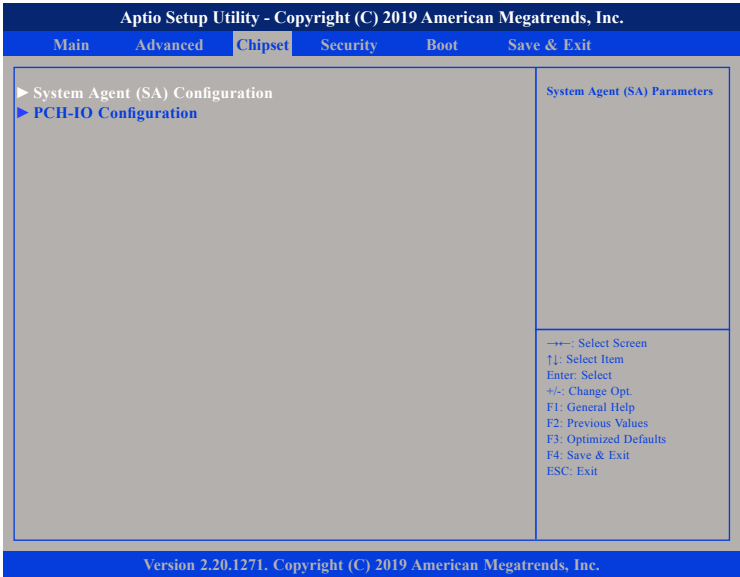 Aptio Setup Utility - Copyright (C) 2019 American Megatrends, Inc.
Main Advanced Chipset Security Boot Save & Exit
► System Agent (SA) Configuration
► PCH-IO Configuration
System Agent (SA) Parameters
→←: Select Screen
↑↓: Select Item
Enter: Select
+/-: Change Opt.
F1: General Help
F2: Previous Values
F3: Optimized Defaults
F4: Save & Exit
ESC: Exit
Version 2.20.1271. Copyright (C) 2019 American Megatrends, Inc.